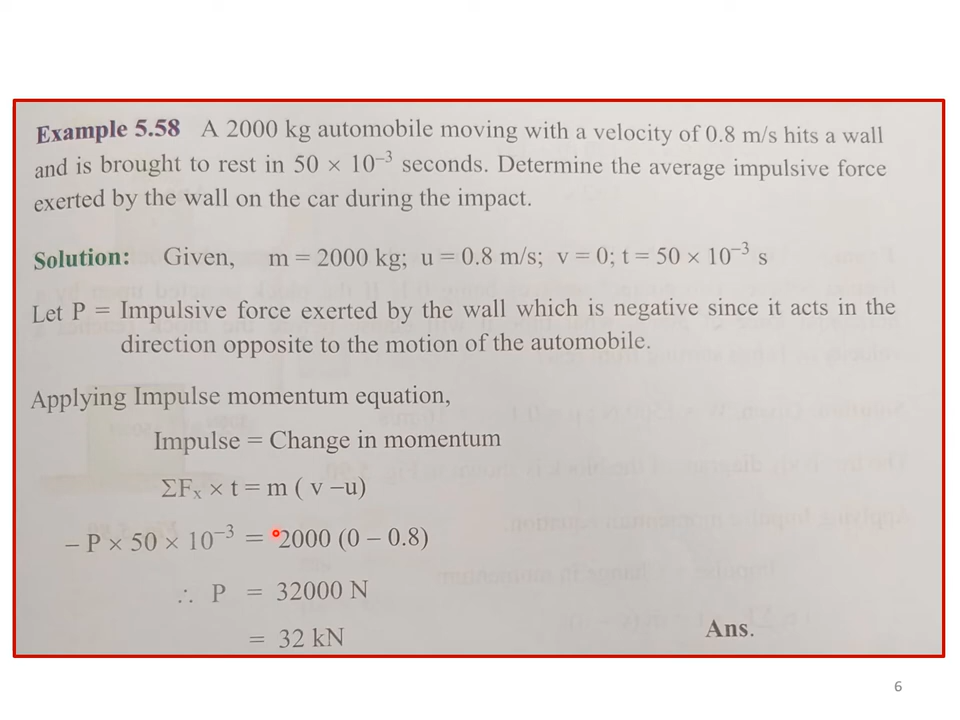 Example 5.58 A 2000 kg automobile moving with a velocity of 0.8 m/s hits a wall
and is brought to rest in 50 × 10⁻³ seconds. Determine the average impulsive force
exerted by the wall on the car during the impact.
Solution: Given, m = 2000 kg; u = 0.8 m/s; v = 0; t = 50 × 10⁻³ s
Let P = Impulsive force exerted by the wall which is negative since it acts in the
direction opposite to the motion of the automobile.
Applying Impulse momentum equation,
Impulse = Change in momentum
ΣFₓ × t = m ( v –u)
– P × 50 × 10⁻³ = 2000 (0 – 0.8)
∴ P = 32000 N
= 32 kN Ans.
6